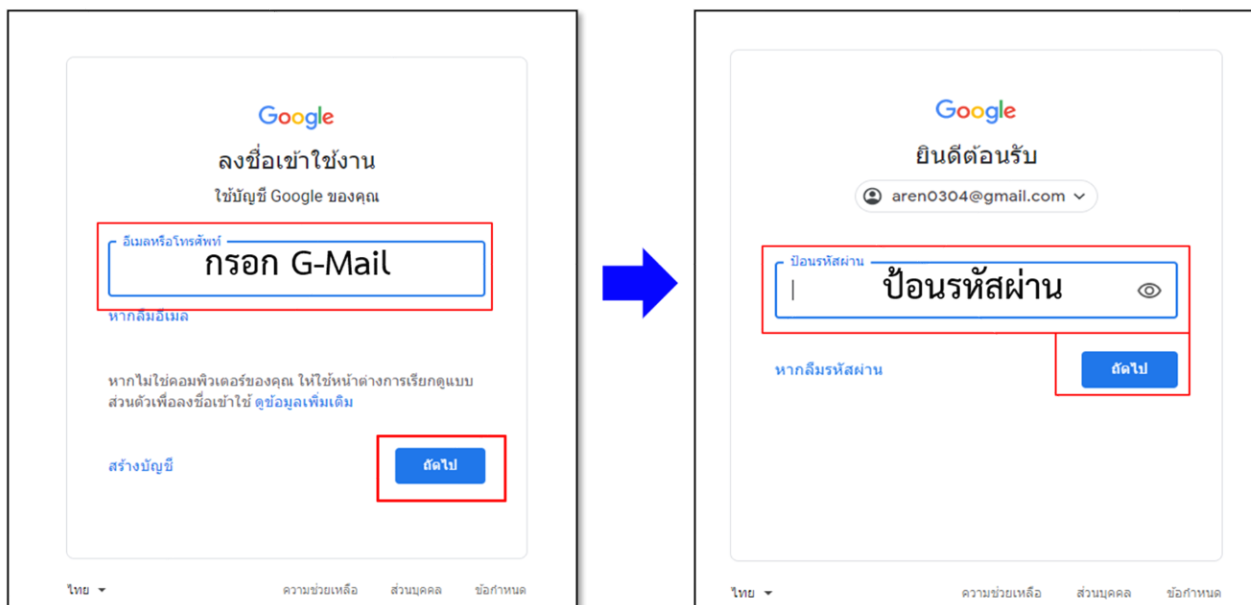 Google
ลงชื่อเข้าใช้งาน
ใช้บัญชี Google ของคุณ
อีเมลหรือโทรศัพท์
กรอก G-Mail
หากลืมอีเมล
หากไม่ใช่คอมพิวเตอร์ของคุณ ให้ใช้หน้าต่างการเรียกดูแบบ
ส่วนตัวเพื่อลงชื่อเข้าใช้ ดูข้อมูลเพิ่มเติม
สร้างบัญชี
ถัดไป
ไทย
ความช่วยเหลือ
ส่วนบุคคล
ข้อกำหนด
Google
ยินดีต้อนรับ
aren0304@gmail.com
ป้อนรหัสผ่าน
ป้อนรหัสผ่าน
หากลืมรหัสผ่าน
ถัดไป
ไทย
ความช่วยเหลือ
ส่วนบุคคล
ข้อกำหนด